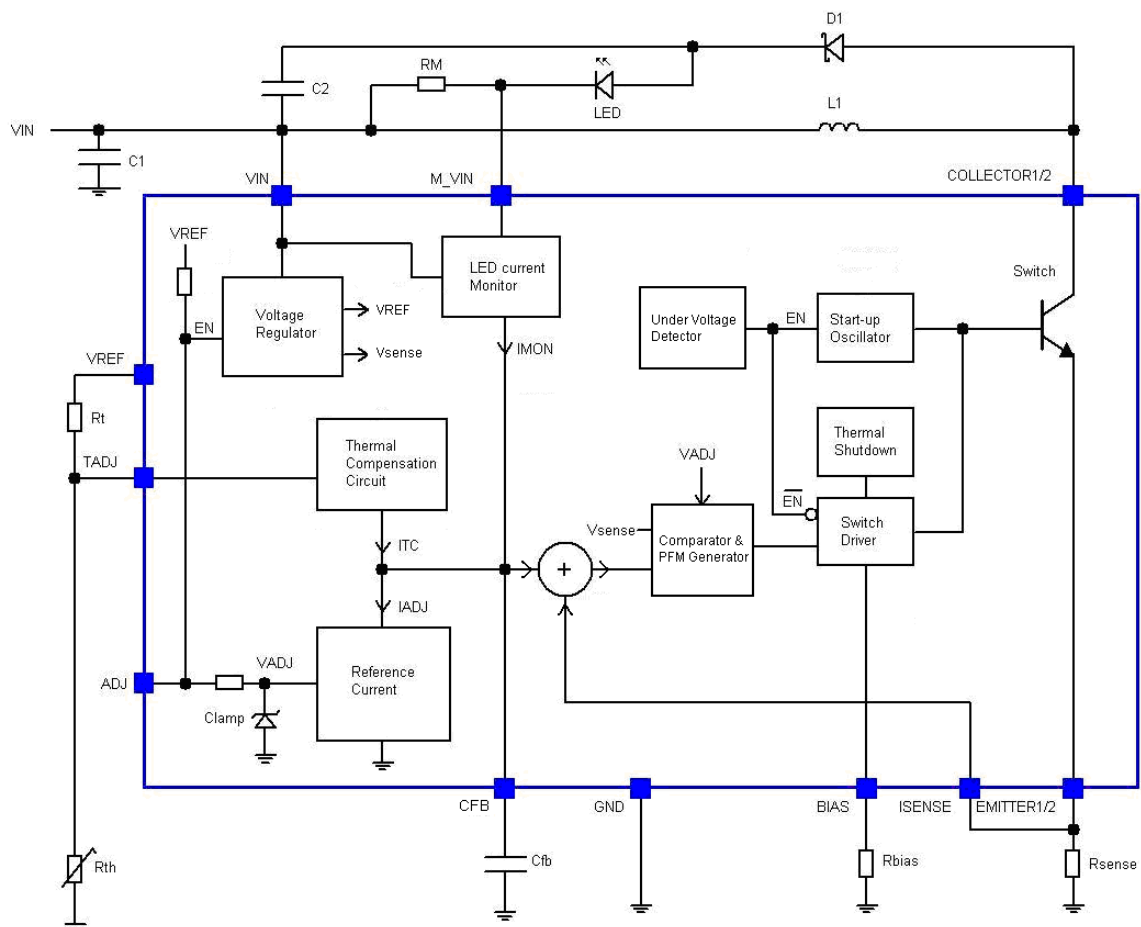 D1
RM
C2
LED
L1
VIN
C1
VIN
M_VIN
COLLECTOR1/2
VREF
LED current
Monitor
Switch
Voltage
Regulator
EN
VREF
Vsense
Under Voltage
Detector
EN
Start-up
Oscillator
IMON
VREF
Rt
TADJ
Thermal
Compensation
Circuit
Thermal
Shutdown
VADJ
EN
Vsense
Comparator &
PFM Generator
Switch
Driver
ITC
+
IADJ
ADJ
VADJ
Reference
Current
Clamp
CFB
GND
BIAS
ISENSE
EMITTER1/2
Rth
Cfb
Rbias
Rsense